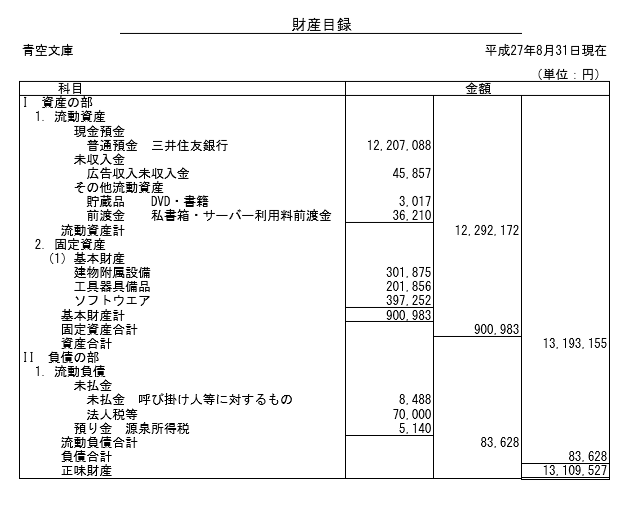 財産目録
青空文庫 平成27年8月31日現在
（単位：円）
科目 金額
Ⅰ 資産の部
1. 流動資産
現金預金
普通預金 三井住友銀行 12,207,088
未収入金
広告収入未収入金 45,857
その他流動資産
貯蔵品 DVD・書籍 3,017
前渡金 私書箱・サーバー利用料前渡金 36,210
流動資産計 12,292,172
2. 固定資産
(1) 基本財産
建物附属設備 301,875
工具器具備品 201,856
ソフトウエア 397,252
基本財産計 900,983
固定資産合計 900,983
資産合計 13,193,155
II 負債の部
1. 流動負債
未払金
未払金 呼び掛け人等に対するもの 8,488
法人税等 70,000
預り金 源泉所得税 5,140
流動負債合計 83,628
負債合計 83,628
正味財産 13,109,527